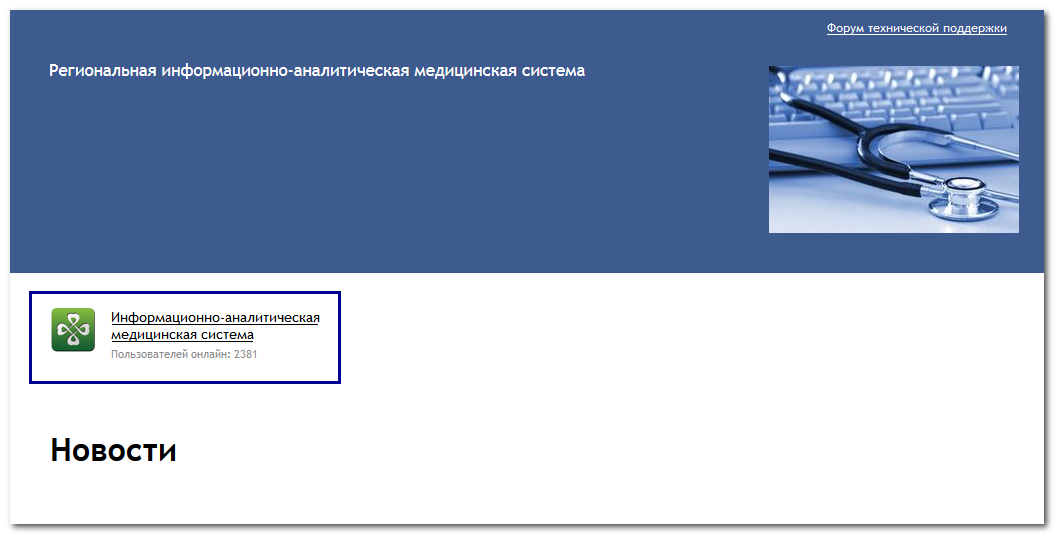 Форум технической поддержки
Региональная информационно-аналитическая медицинская система
Информационно-аналитическая
медицинская система
Пользователей онлайн: 2381
Новости